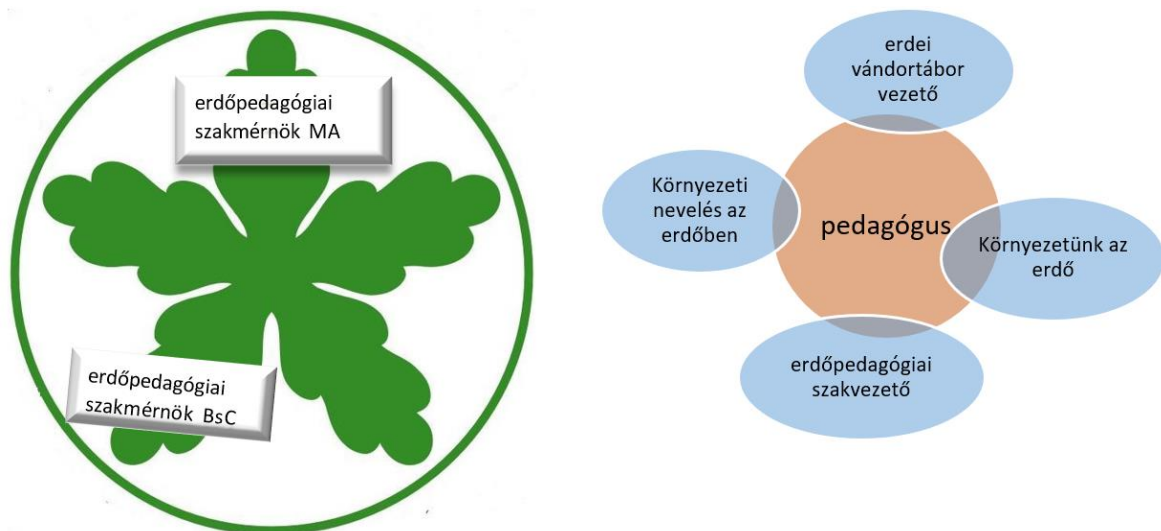 erdőpedagógiai
szakmérnök MA
erdőpedagógiai
szakmérnök BsC
erdei
vándortábor
vezető
Környezeti
nevelés az
erdőben
pedagógus
Környezetünk az
erdő
erdőpedagógiai
szakvezető